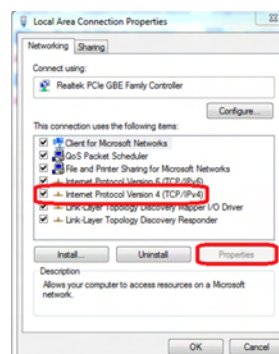 Local Area Connection Properties
Networking Sharing
Connect using:
Realtek PCIe GBE Family Controller
Configure...
This connection uses the following items:
Client for Microsoft Networks
QoS Packet Scheduler
File and Printer Sharing for Microsoft Networks
Internet Protocol Version 6 (TCP/IPv6)
Internet Protocol Version 4 (TCP/IPv4)
Link-Layer Topology Discovery Mapper I/O Driver
Link-Layer Topology Discovery Responder
Install... Uninstall Properties
Description
Allows your computer to access resources on a Microsoft
network.
OK Cancel